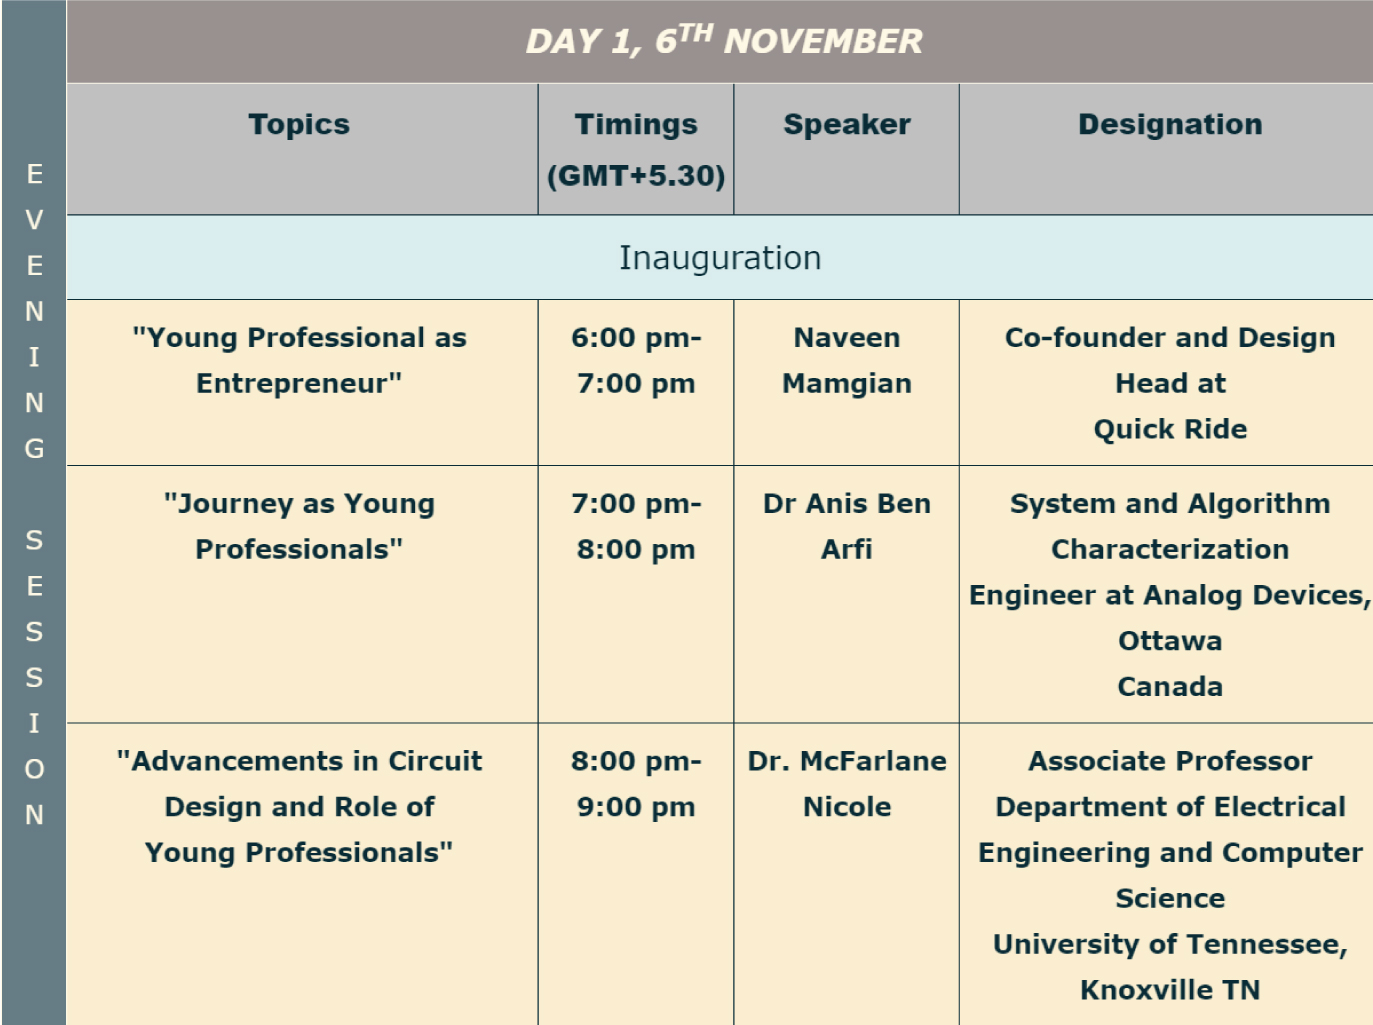 DAY 1, 6TH NOVEMBER
EVENING SESSION
Topics
Timings
(GMT+5.30)
Speaker
Designation
Inauguration
"Young Professional as
Entrepreneur"
6:00 pm-
7:00 pm
Naveen
Mamgian
Co-founder and Design
Head at
Quick Ride
"Journey as Young
Professionals"
7:00 pm-
8:00 pm
Dr Anis Ben
Arfi
System and Algorithm
Characterization
Engineer at Analog Devices,
Ottawa
Canada
"Advancements in Circuit
Design and Role of
Young Professionals"
8:00 pm-
9:00 pm
Dr. McFarlane
Nicole
Associate Professor
Department of Electrical
Engineering and Computer
Science
University of Tennessee,
Knoxville TN